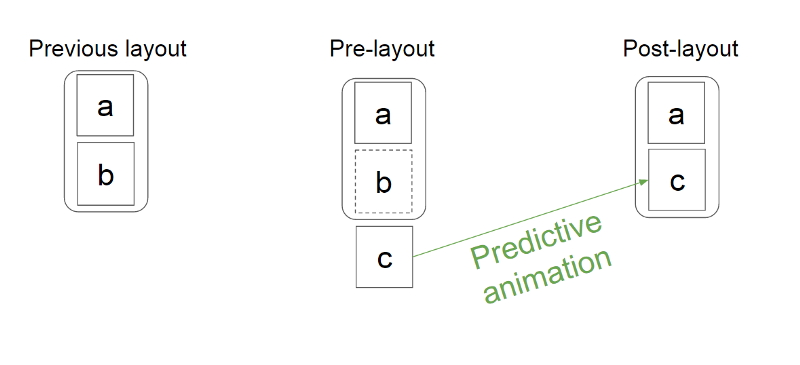 Previous layout
a
b
Pre-layout
a
b
c
Predictive
animation
Post-layout
a
c